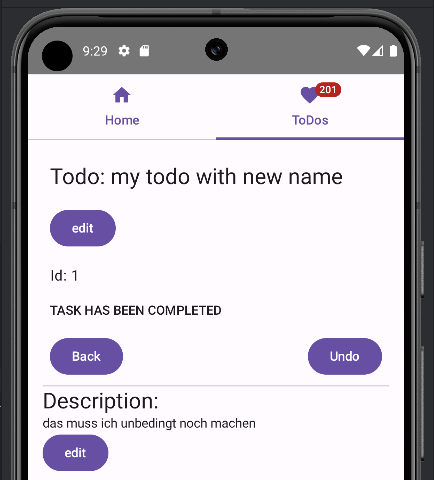 9:29
201
Home
ToDos
Todo: my todo with new name
edit
Id: 1
TASK HAS BEEN COMPLETED
Back
Undo
Description:
das muss ich unbedingt noch machen
edit